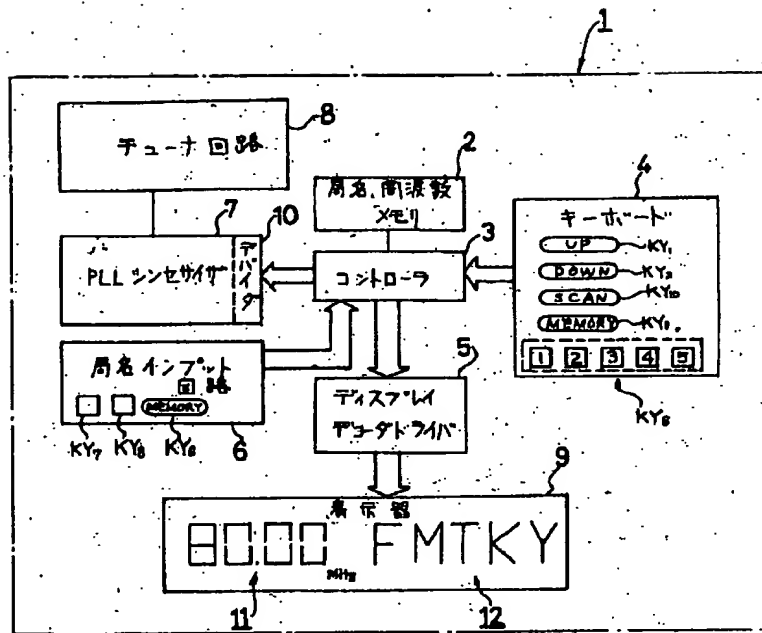 1
チューナ回路
8
局名、周波数
メモリ
2
PLL シンセサイザ
7
デバイダ
10
コントローラ
3
キーボード
4
UP
KY₁
DOWN
KY₂
SCAN
KY₁₀
MEMORY
1 2 3 4 5
局名インプット
回路
MEMORY
KY₇
KY₈
KY₆
6
ディスプレイ
デコーダドライバ
5
表示器
9
80.00 MHz FMTKY
11
12